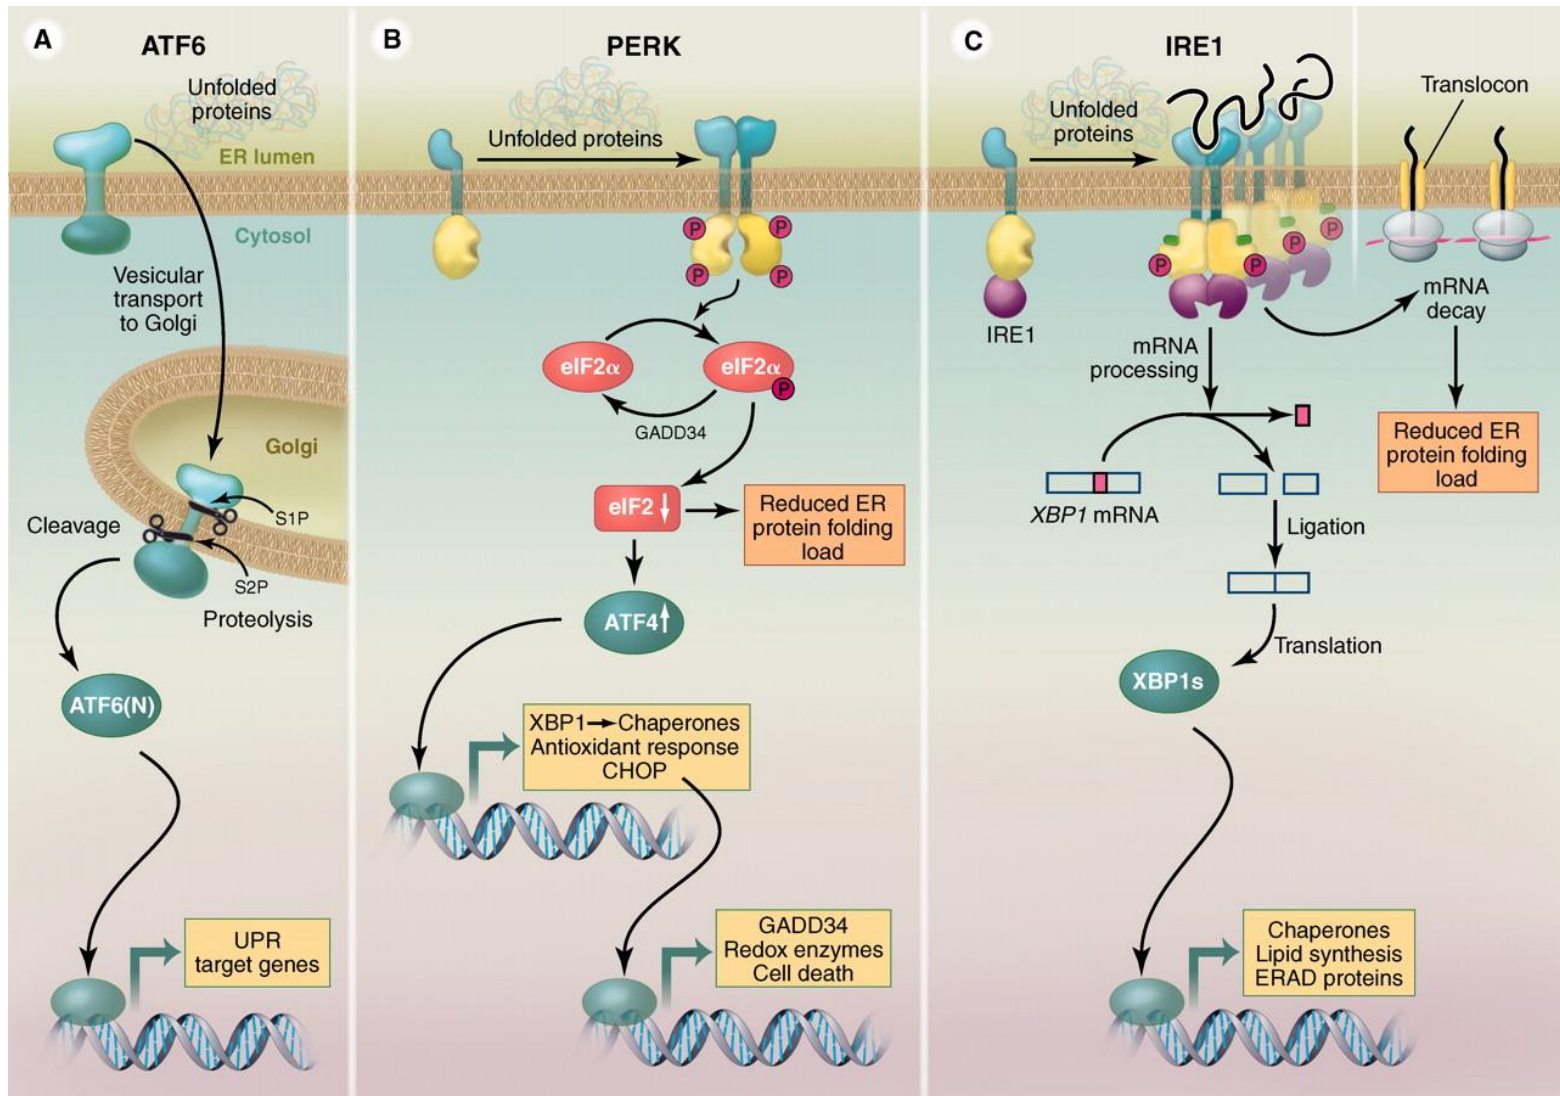 A
ATF6
Unfolded
proteins
ER lumen
Cytosol
Vesicular
transport
to Golgi
Golgi
Cleavage
S1P
S2P
Proteolysis
ATF6(N)
UPR
target genes
B
PERK
Unfolded proteins
P
P
P
P
eIF2α
eIF2α
P
GADD34
eIF2
Reduced ER
protein folding
load
ATF4
XBP1→Chaperones
Antioxidant response
CHOP
GADD34
Redox enzymes
Cell death
C
IRE1
Unfolded
proteins
Translocon
P
P
P
P
IRE1
mRNA
decay
mRNA
processing
Reduced ER
protein folding
load
XBP1 mRNA
Ligation
Translation
XBP1s
Chaperones
Lipid synthesis
ERAD proteins